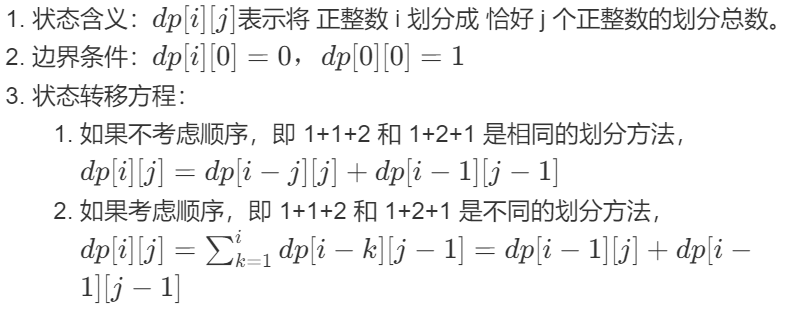 1. 状态含义：dp[i][j]表示将 正整数 i 划分成 恰好 j 个正整数的划分总数。
2. 边界条件：dp[i][0] = 0，dp[0][0] = 1
3. 状态转移方程：
1. 如果不考虑顺序，即 1+1+2 和 1+2+1 是相同的划分方法，
dp[i][j] = dp[i − j][j] + dp[i − 1][j − 1]
2. 如果考虑顺序，即 1+1+2 和 1+2+1 是不同的划分方法，
dp[i][j] = ∑_{k=1}^{i} dp[i − k][j − 1] = dp[i − 1][j] + dp[i −
1][j − 1]